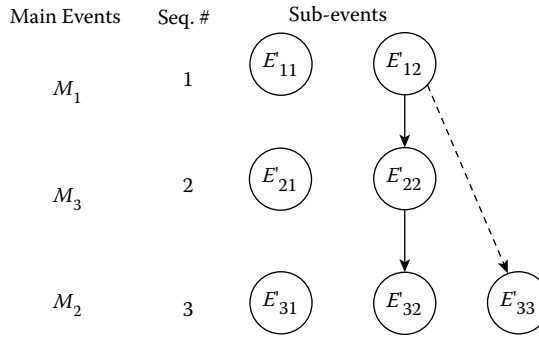 Main Events Seq. # Sub-events
M1 1 E'11 E'12
M3 2 E'21 E'22
M2 3 E'31 E'32 E'33